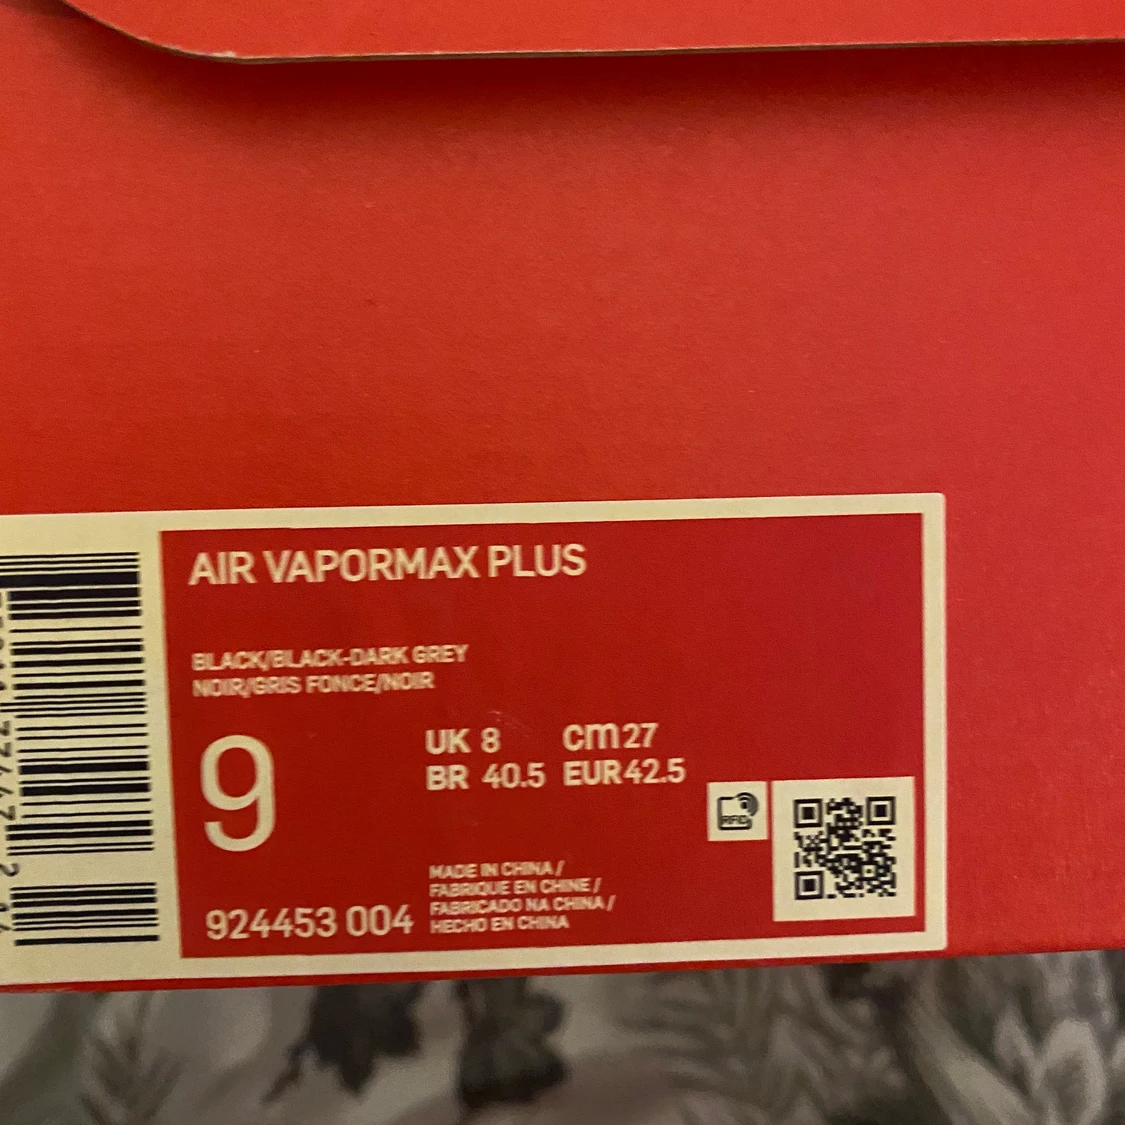 AIR VAPORMAX PLUS
BLACK/BLACK-DARK GREY
NOIR/GRIS FONCE/NOIR
9
UK 8 cm 27
BR 40.5 EUR 42.5
RFID
MADE IN CHINA /
FABRIQUE EN CHINE /
FABRICADO NA CHINA /
HECHO EN CHINA
924453 004